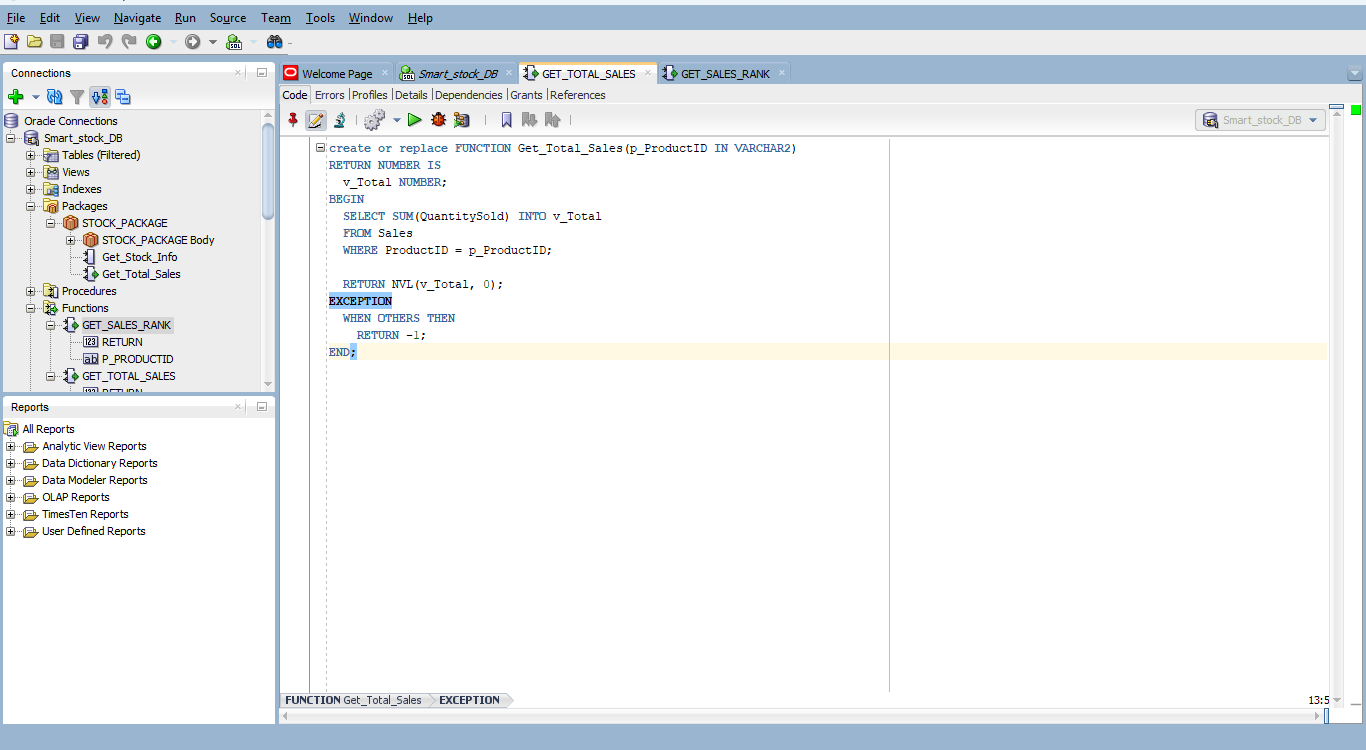 File Edit View Navigate Run Source Team Tools Window Help
Connections
Oracle Connections
Smart_stock_DB
Tables (Filtered)
Views
Indexes
Packages
STOCK_PACKAGE
STOCK_PACKAGE Body
Get_Stock_Info
Get_Total_Sales
Procedures
Functions
GET_SALES_RANK
RETURN
P_PRODUCTID
GET_TOTAL_SALES
RETURN
Reports
All Reports
Analytic View Reports
Data Dictionary Reports
Data Modeler Reports
OLAP Reports
TimesTen Reports
User Defined Reports
Welcome Page Smart_stock_DB GET_TOTAL_SALES GET_SALES_RANK
Code Errors Profiles Details Dependencies Grants References
Smart_stock_DB
create or replace FUNCTION Get_Total_Sales(p_ProductID IN VARCHAR2)
RETURN NUMBER IS
v_Total NUMBER;
BEGIN
SELECT SUM(QuantitySold) INTO v_Total
FROM Sales
WHERE ProductID = p_ProductID;
RETURN NVL(v_Total, 0);
EXCEPTION
WHEN OTHERS THEN
RETURN -1;
END;
FUNCTION Get_Total_Sales EXCEPTION
13:5